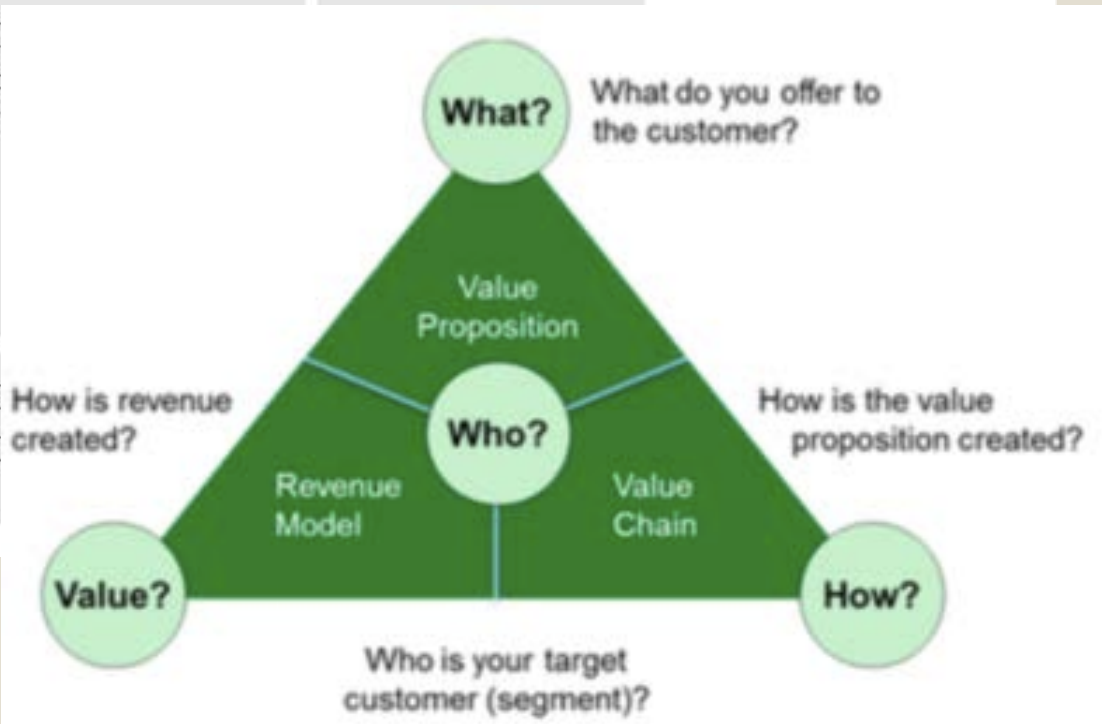 What?
What do you offer to
the customer?
Value
Proposition
How is revenue
created?
Who?
How is the value
proposition created?
Revenue
Model
Value
Chain
Value?
How?
Who is your target
customer (segment)?